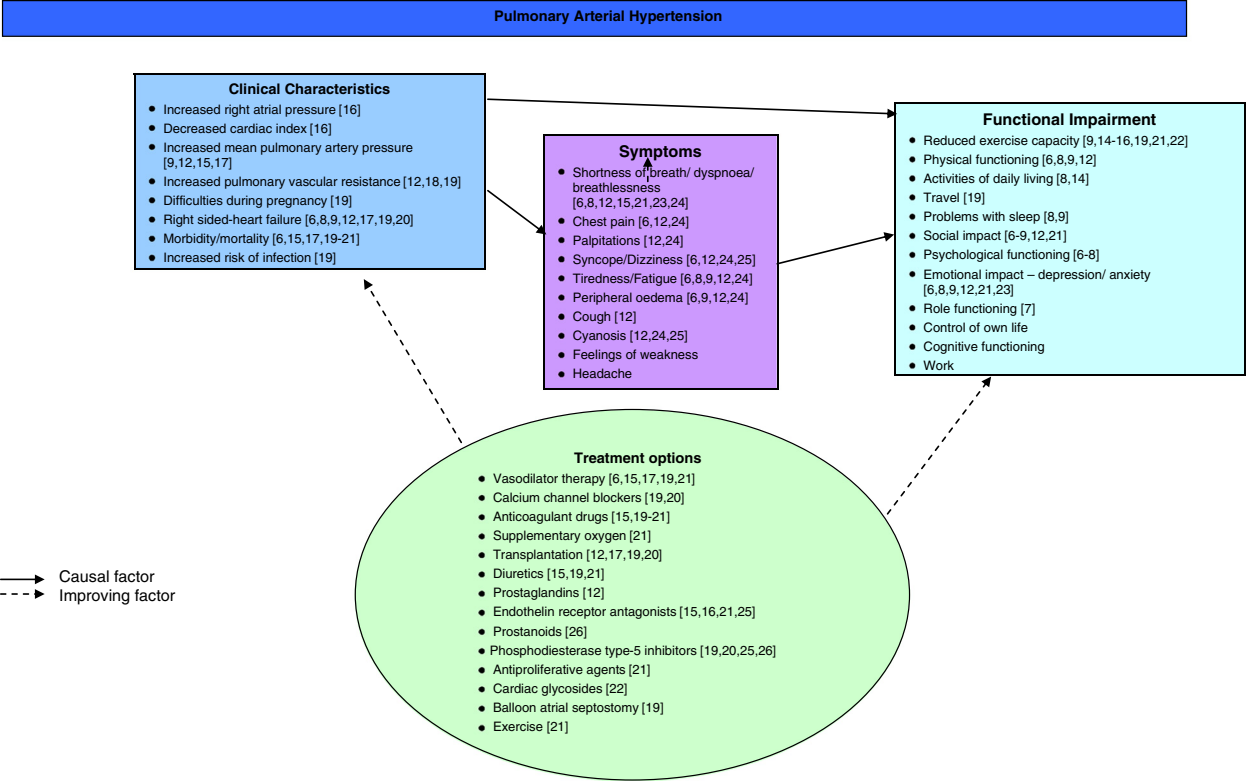 Pulmonary Arterial Hypertension
Clinical Characteristics
• Increased right atrial pressure [16]
• Decreased cardiac index [16]
• Increased mean pulmonary artery pressure
[9,12,15,17]
• Increased pulmonary vascular resistance [12,18,19]
• Difficulties during pregnancy [19]
• Right sided-heart failure [6,8,9,12,17,19,20]
• Morbidity/mortality [6,15,17,19-21]
• Increased risk of infection [19]
Symptoms
• Shortness of breath/ dyspnoea/
breathlessness
[6,8,12,15,21,23,24]
• Chest pain [6,12,24]
• Palpitations [12,24]
• Syncope/Dizziness [6,12,24,25]
• Tiredness/Fatigue [6,8,9,12,24]
• Peripheral oedema [6,9,12,24]
• Cough [12]
• Cyanosis [12,24,25]
• Feelings of weakness
• Headache
Functional Impairment
• Reduced exercise capacity [9,14-16,19,21,22]
• Physical functioning [6,8,9,12]
• Activities of daily living [8,14]
• Travel [19]
• Problems with sleep [8,9]
• Social impact [6-9,12,21]
• Psychological functioning [6-8]
• Emotional impact – depression/ anxiety
[6,8,9,12,21,23]
• Role functioning [7]
• Control of own life
• Cognitive functioning
• Work
Treatment options
• Vasodilator therapy [6,15,17,19,21]
• Calcium channel blockers [19,20]
• Anticoagulant drugs [15,19-21]
• Supplementary oxygen [21]
• Transplantation [12,17,19,20]
• Diuretics [15,19,21]
• Prostaglandins [12]
• Endothelin receptor antagonists [15,16,21,25]
• Prostanoids [26]
• Phosphodiesterase type-5 inhibitors [19,20,25,26]
• Antiproliferative agents [21]
• Cardiac glycosides [22]
• Balloon atrial septostomy [19]
• Exercise [21]
Causal factor
Improving factor